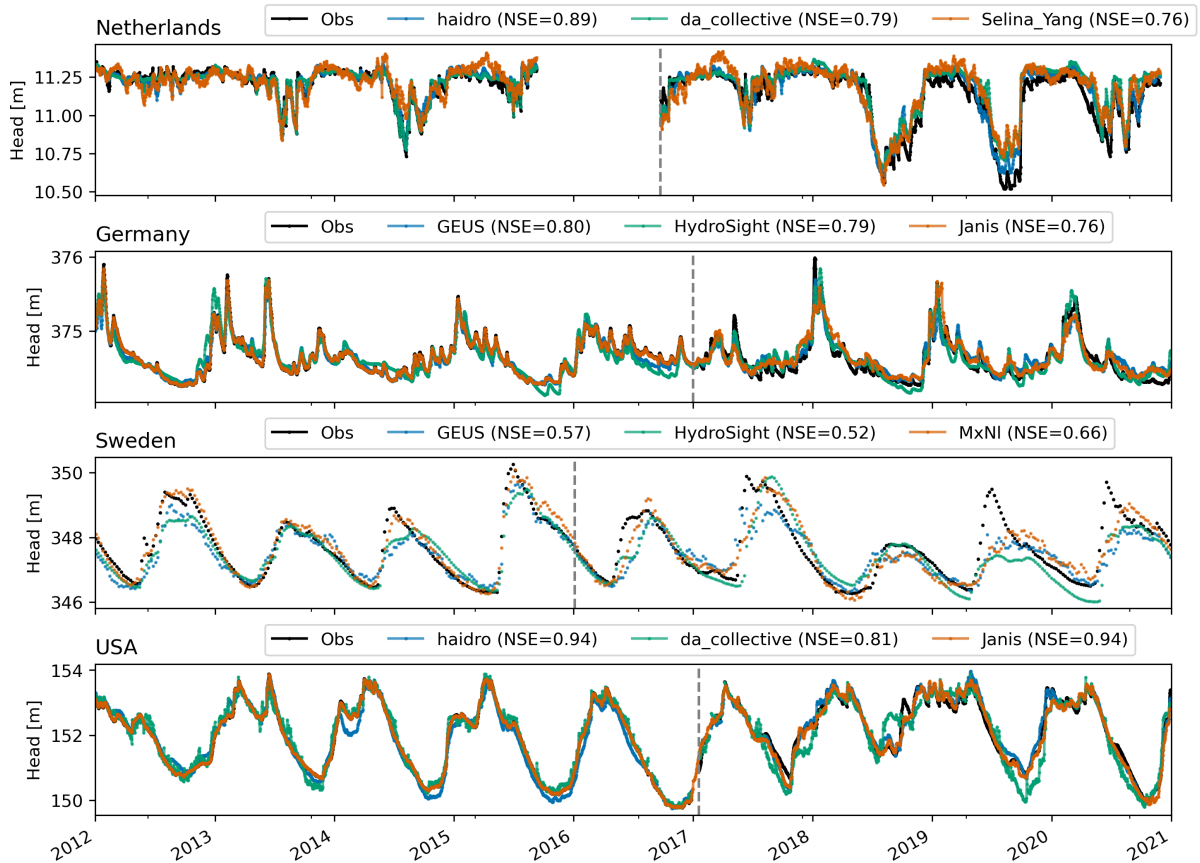 Netherlands
Obs haidro (NSE=0.89) da_collective (NSE=0.79) Selina_Yang (NSE=0.76)
Head [m]
11.25
11.00
10.75
10.50
Germany
Obs GEUS (NSE=0.80) HydroSight (NSE=0.79) Janis (NSE=0.76)
Head [m]
376
375
Sweden
Obs GEUS (NSE=0.57) HydroSight (NSE=0.52) MxNl (NSE=0.66)
Head [m]
350
348
346
USA
Obs haidro (NSE=0.94) da_collective (NSE=0.81) Janis (NSE=0.94)
Head [m]
154
152
150
2012 2013 2014 2015 2016 2017 2018 2019 2020 2021